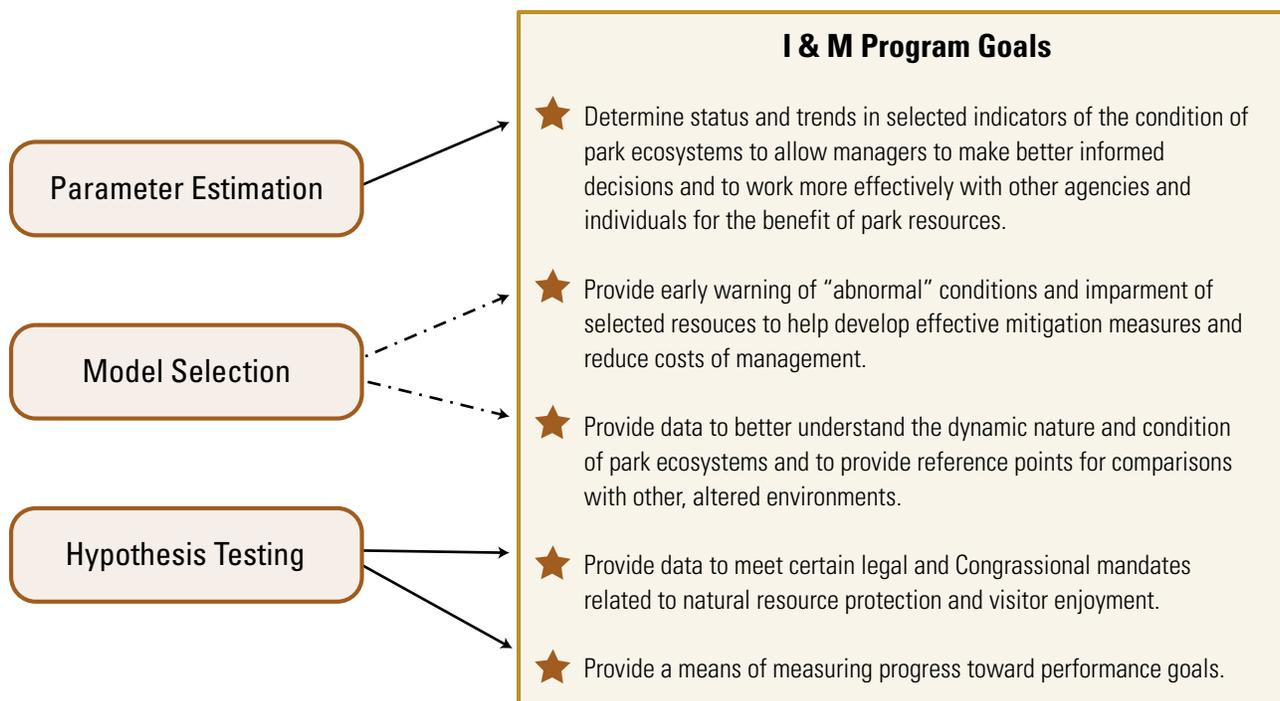 I & M Program Goals
Parameter Estimation
Determine status and trends in selected indicators of the condition of
park ecosystems to allow managers to make better informed
decisions and to work more effectively with other agencies and
individuals for the benefit of park resources.
Model Selection
Provide early warning of “abnormal” conditions and imparment of
selected resouces to help develop effective mitigation measures and
reduce costs of management.
Provide data to better understand the dynamic nature and condition
of park ecosystems and to provide reference points for comparisons
with other, altered environments.
Hypothesis Testing
Provide data to meet certain legal and Congrassional mandates
related to natural resource protection and visitor enjoyment.
Provide a means of measuring progress toward performance goals.